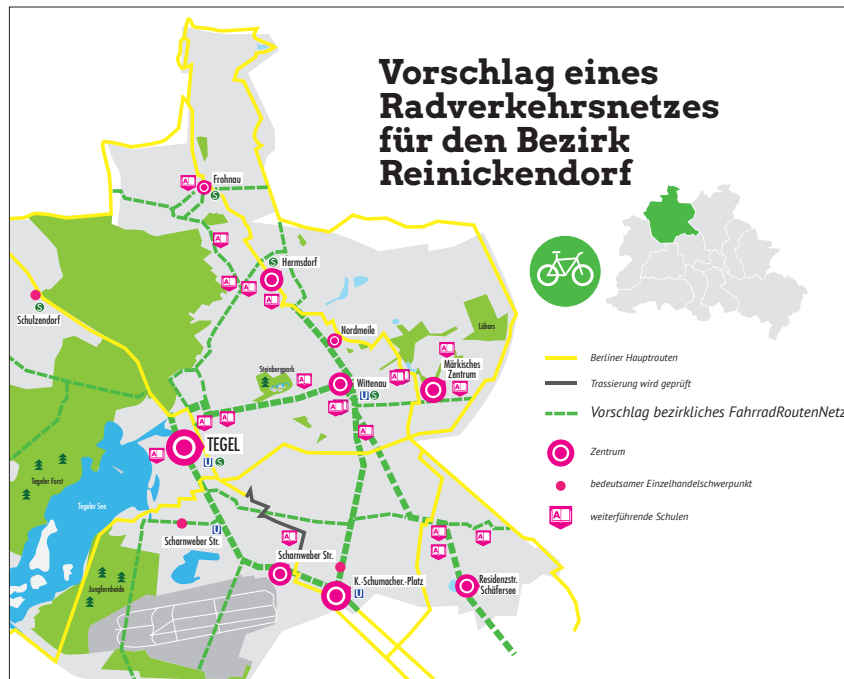 Vorschlag eines
Radverkehrsnetzes
für den Bezirk
Reinickendorf
Frohnau
S
A
A
S
Hermsdorf
A
A
A
S
Schulzendorf
Nordmeile
Lübars
Steinbergpark
A
Wittenau
U S
A
Märkisches
Zentrum
A
A
A
A
A
A
TEGEL
U S
A
Tegeler Forst
Tegeler See
Scharnweber Str.
U
A
Scharnweber Str.
K.-Schumacher.-Platz
U
A
A
A
Residenzstr.
Schäfersee
Jungfernheide
Berliner Hauptrouten
Trassierung wird geprüft
Vorschlag bezirkliches FahrradRoutenNetz
Zentrum
bedeutsamer Einzelhandelschwerpunkt
A
weiterführende Schulen